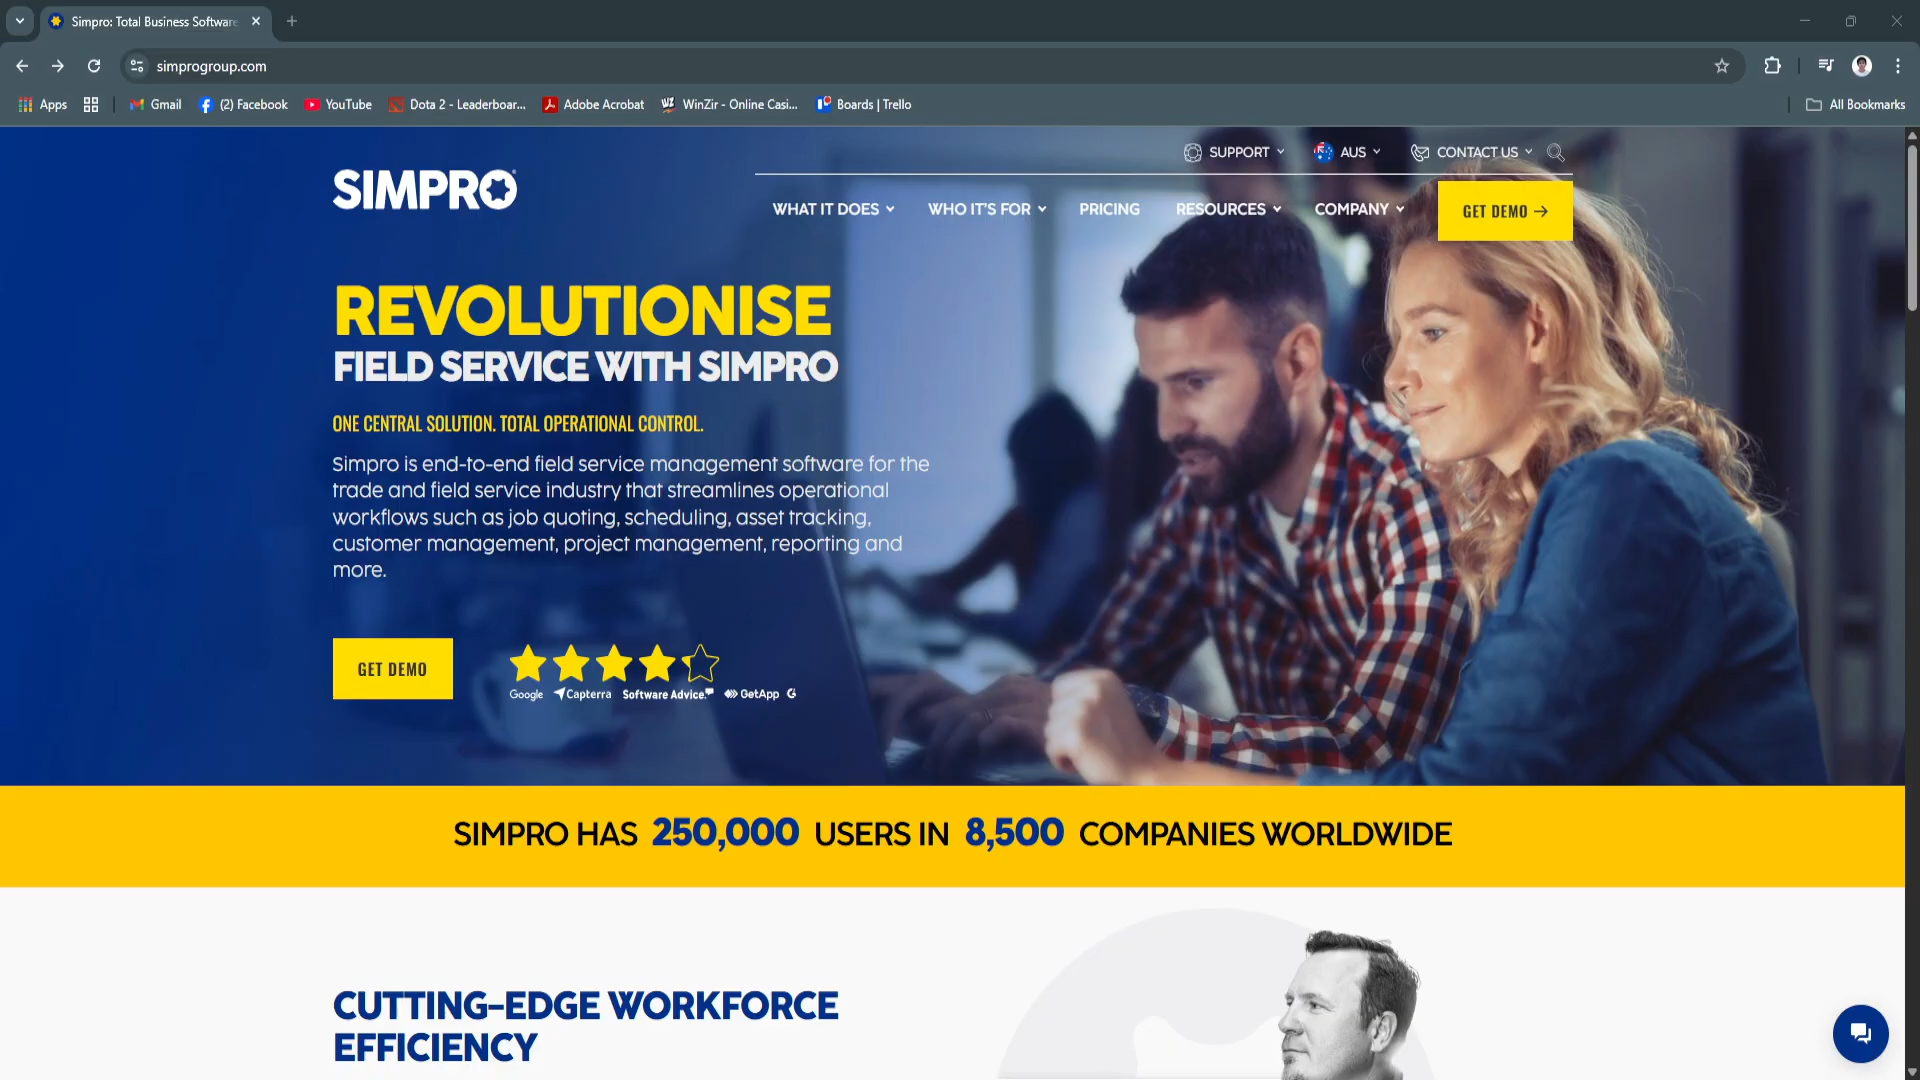 Simpro: Total Business Software
simprogroup.com
Apps
Gmail
(2) Facebook
YouTube
Dota 2 - Leaderboar...
Adobe Acrobat
WinZir - Online Casi...
Boards | Trello
All Bookmarks
SUPPORT
AUS
CONTACT US
SIMPRO
WHAT IT DOES
WHO IT'S FOR
PRICING
RESOURCES
COMPANY
GET DEMO →
REVOLUTIONISE
FIELD SERVICE WITH SIMPRO
ONE CENTRAL SOLUTION. TOTAL OPERATIONAL CONTROL.
Simpro is end-to-end field service management software for the
trade and field service industry that streamlines operational
workflows such as job quoting, scheduling, asset tracking,
customer management, project management, reporting and
more.
GET DEMO
Google Capterra Software Advice. GetApp
SIMPRO HAS 250,000 USERS IN 8,500 COMPANIES WORLDWIDE
CUTTING-EDGE WORKFORCE
EFFICIENCY